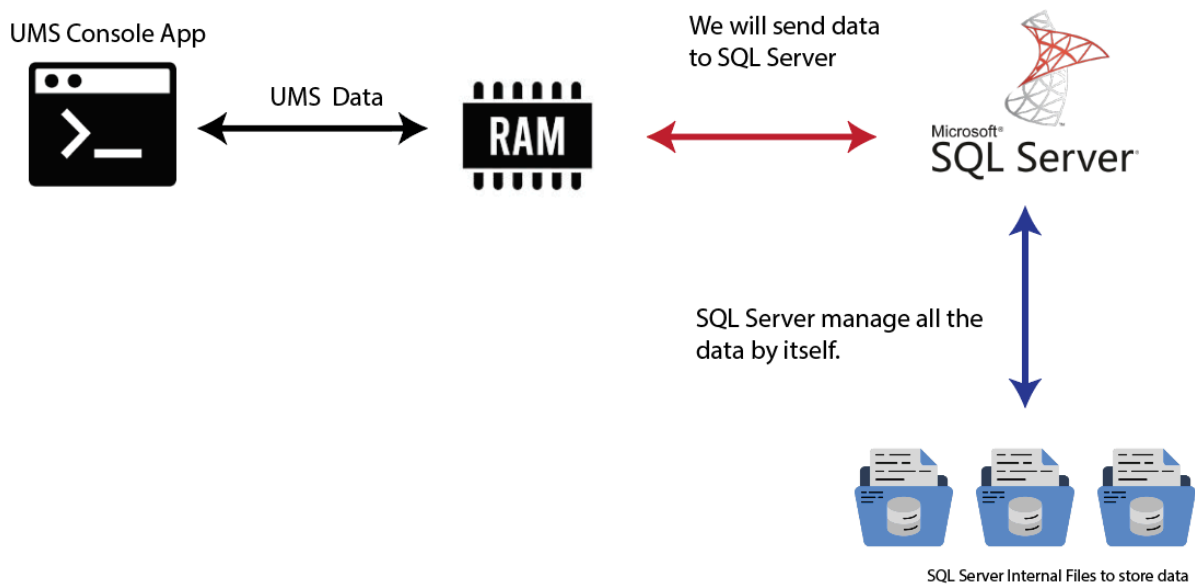 UMS Console App
UMS Data
RAM
We will send data
to SQL Server
Microsoft®
SQL Server
SQL Server manage all the
data by itself.
SQL Server Internal Files to store data